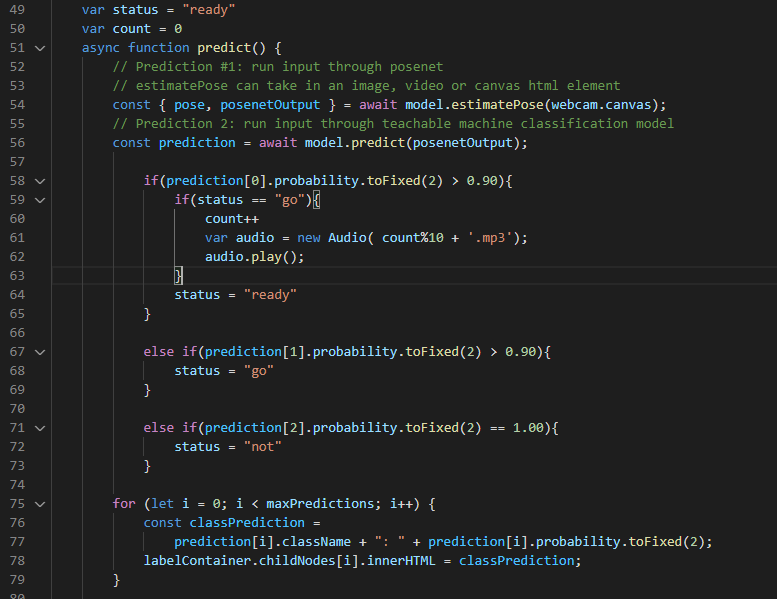 49 var status = "ready"
50 var count = 0
51 async function predict() {
52 // Prediction #1: run input through posenet
53 // estimatePose can take in an image, video or canvas html element
54 const { pose, posenetOutput } = await model.estimatePose(webcam.canvas);
55 // Prediction 2: run input through teachable machine classification model
56 const prediction = await model.predict(posenetOutput);
57
58 if(prediction[0].probability.toFixed(2) > 0.90){
59 if(status == "go"){
60 count++
61 var audio = new Audio( count%10 + '.mp3');
62 audio.play();
63 }
64 status = "ready"
65 }
66
67 else if(prediction[1].probability.toFixed(2) > 0.90){
68 status = "go"
69 }
70
71 else if(prediction[2].probability.toFixed(2) == 1.00){
72 status = "not"
73 }
74
75 for (let i = 0; i < maxPredictions; i++) {
76 const classPrediction =
77 prediction[i].className + ": " + prediction[i].probability.toFixed(2);
78 labelContainer.childNodes[i].innerHTML = classPrediction;
79 }
80